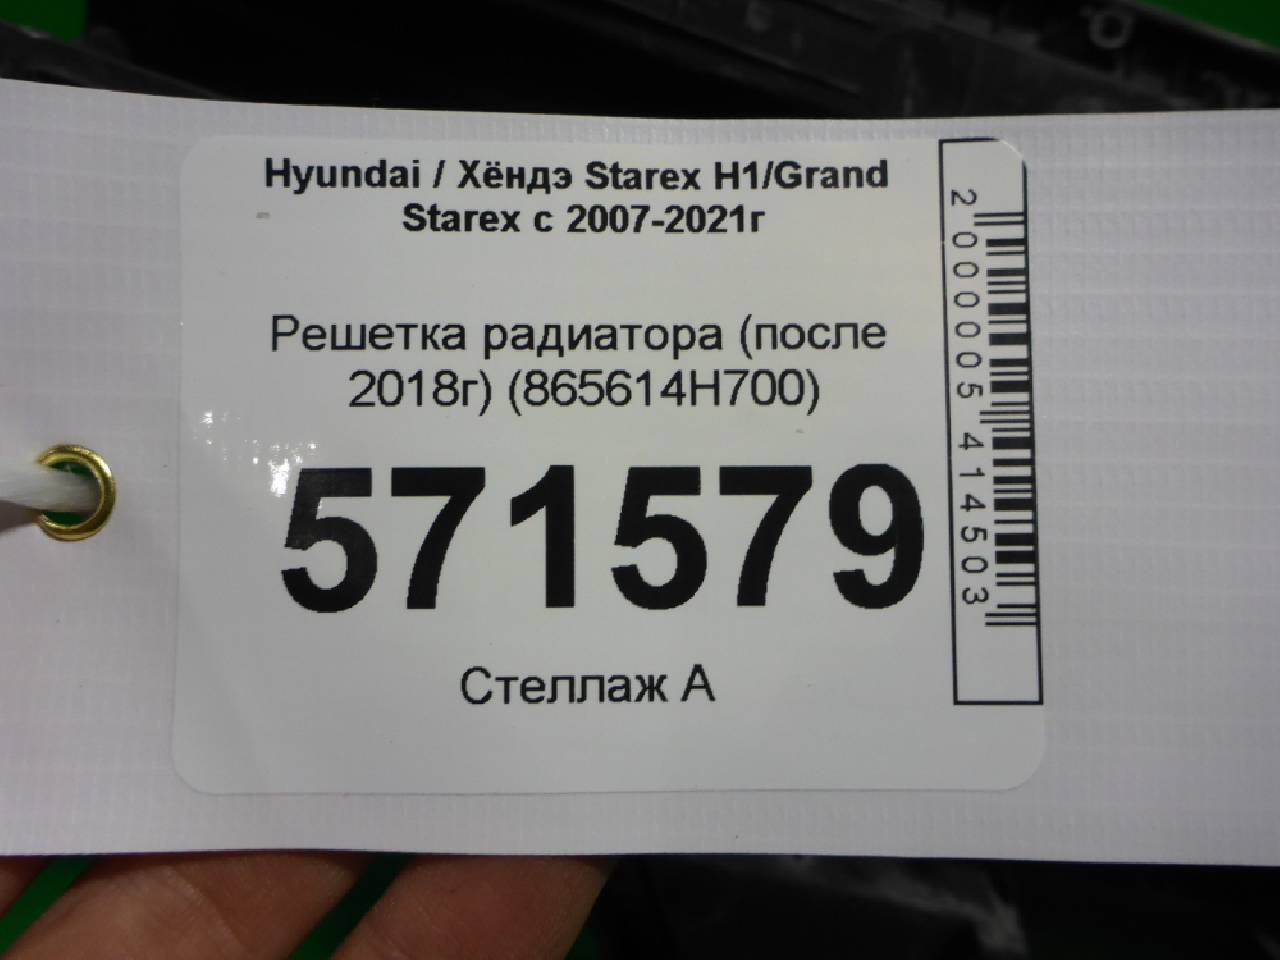 Hyundai / Хёндэ Starex H1/Grand
Starex с 2007-2021г
Решетка радиатора (после
2018г) (865614H700)
571579
Стеллаж А
2000005414503